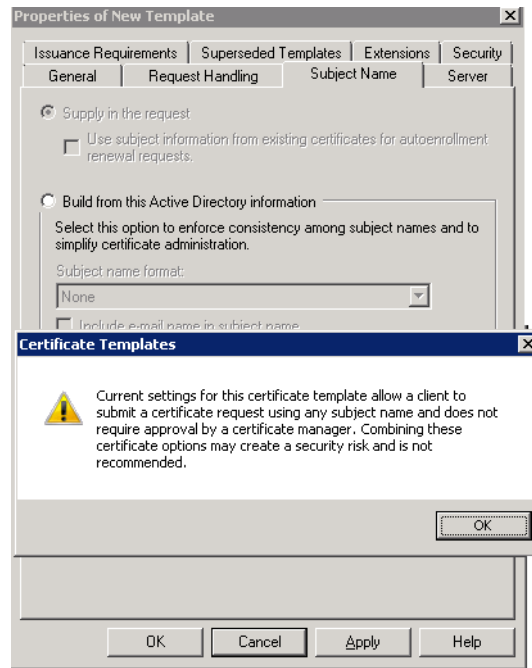 Properties of New Template
Issuance Requirements Superseded Templates Extensions Security
General Request Handling Subject Name Server
Supply in the request
Use subject information from existing certificates for autoenrollment
renewal requests.
Build from this Active Directory information
Select this option to enforce consistency among subject names and to
simplify certificate administration.
Subject name format:
None
Include e-mail name in subject name
Certificate Templates
Current settings for this certificate template allow a client to
submit a certificate request using any subject name and does not
require approval by a certificate manager. Combining these
certificate options may create a security risk and is not
recommended.
OK
OK Cancel Apply Help